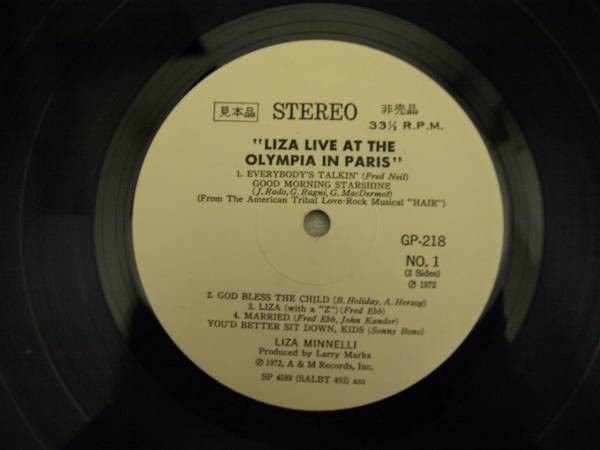 見本品 STEREO 非売品
33⅓ R.P.M.
"LIZA LIVE AT THE
OLYMPIA IN PARIS"
1. EVERYBODY'S TALKIN' (Fred Neil)
GOOD MORNING STARSHINE
(J. Rado, G. Ragni, G. MacDermot)
(From The American Tribal Love-Rock Musical "HAIR")
GP-218
NO. 1
(2 Sides)
Ⓟ 1972
2. GOD BLESS THE CHILD (B. Holiday, A. Herzog)
3. LIZA (with a "Z") (Fred Ebb)
4. MARRIED (Fred Ebb, John Kander)
YOU'D BETTER SIT DOWN, KIDS (Sonny Bono)
LIZA MINNELLI
Produced by Larry Marks
Ⓟ 1972, A & M Records, Inc.
SP 4589 (SALBT 493) am